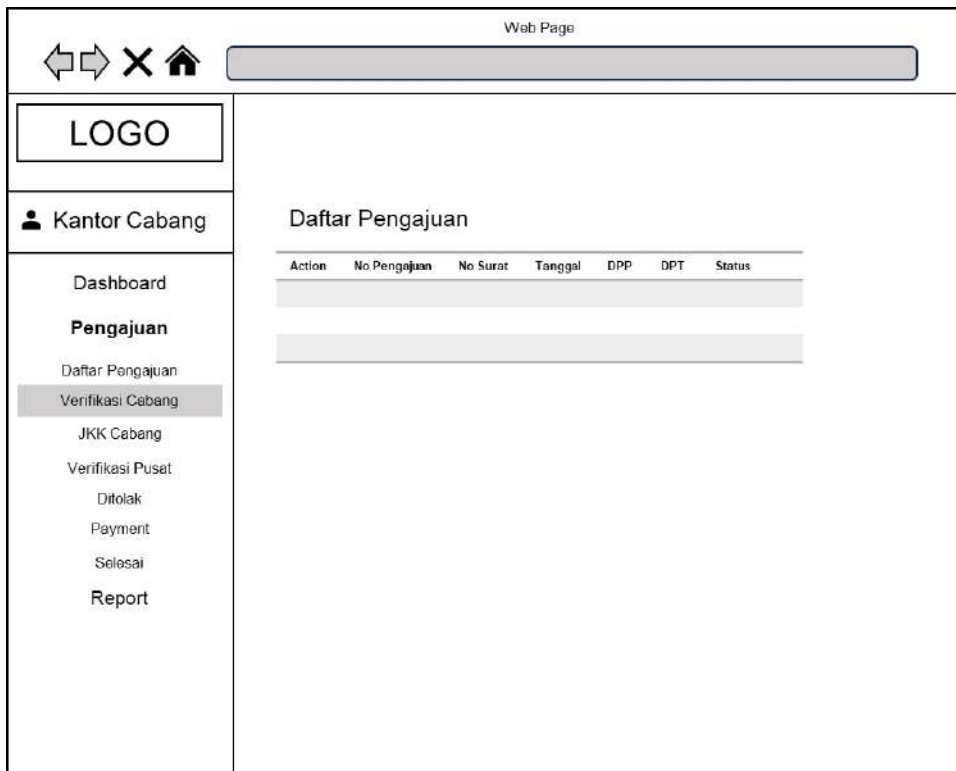 Web Page
LOGO
Kantor Cabang
Dashboard
Pengajuan
Daftar Pengajuan
Verifikasi Cabang
JKK Cabang
Verifikasi Pusat
Ditolak
Payment
Selesai
Report
Daftar Pengajuan
Action No Pengajuan No Surat Tanggal DPP DPT Status